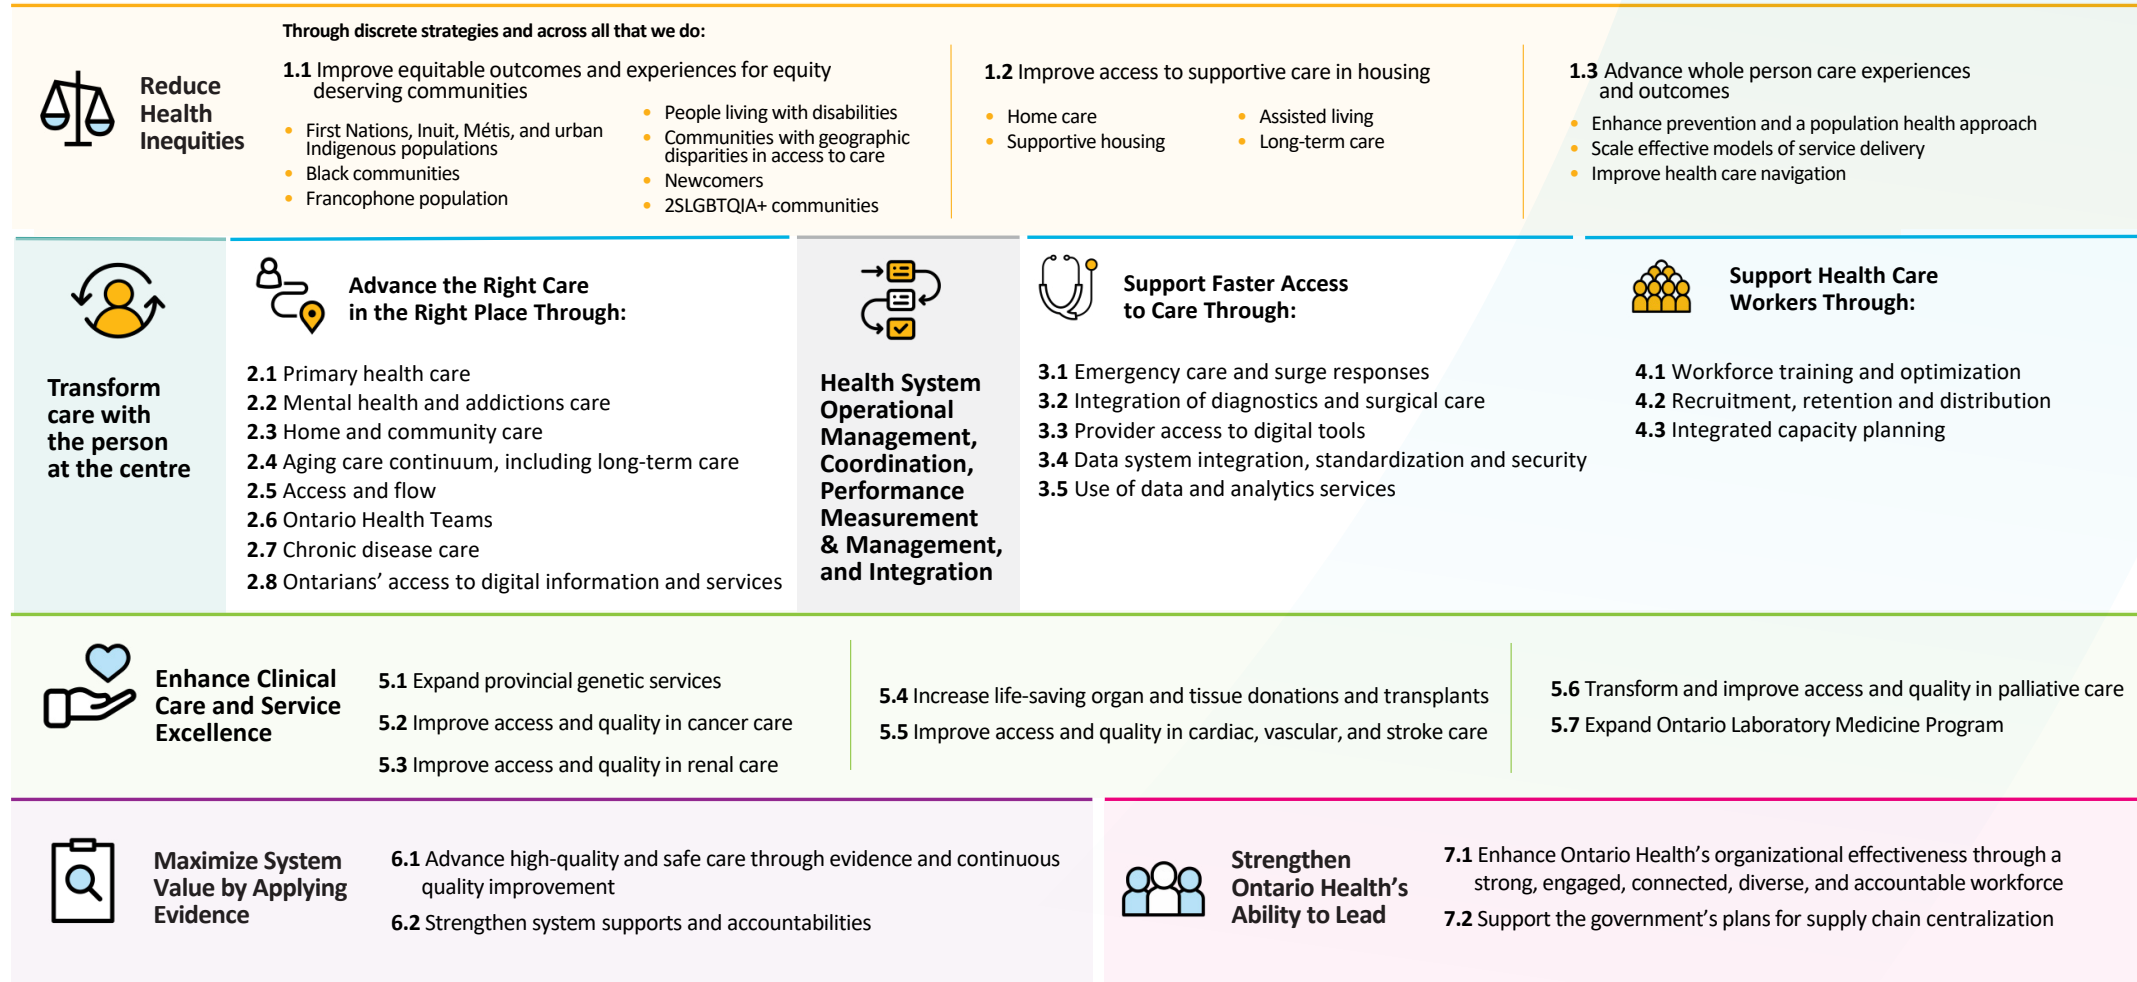 Reduce
Health
Inequities
Through discrete strategies and across all that we do:
1.1 Improve equitable outcomes and experiences for equity
deserving communities
• First Nations, Inuit, Métis, and urban
Indigenous populations
• Black communities
• Francophone population
• People living with disabilities
• Communities with geographic
disparities in access to care
• Newcomers
• 2SLGBTQIA+ communities
1.2 Improve access to supportive care in housing
• Home care
• Supportive housing
• Assisted living
• Long-term care
1.3 Advance whole person care experiences
and outcomes
• Enhance prevention and a population health approach
• Scale effective models of service delivery
• Improve health care navigation
Transform
care with
the person
at the centre
Advance the Right Care
in the Right Place Through:
2.1 Primary health care
2.2 Mental health and addictions care
2.3 Home and community care
2.4 Aging care continuum, including long-term care
2.5 Access and flow
2.6 Ontario Health Teams
2.7 Chronic disease care
2.8 Ontarians’ access to digital information and services
Health System
Operational
Management,
Coordination,
Performance
Measurement
& Management,
and Integration
Support Faster Access
to Care Through:
3.1 Emergency care and surge responses
3.2 Integration of diagnostics and surgical care
3.3 Provider access to digital tools
3.4 Data system integration, standardization and security
3.5 Use of data and analytics services
Support Health Care
Workers Through:
4.1 Workforce training and optimization
4.2 Recruitment, retention and distribution
4.3 Integrated capacity planning
Enhance Clinical
Care and Service
Excellence
5.1 Expand provincial genetic services
5.2 Improve access and quality in cancer care
5.3 Improve access and quality in renal care
5.4 Increase life-saving organ and tissue donations and transplants
5.5 Improve access and quality in cardiac, vascular, and stroke care
5.6 Transform and improve access and quality in palliative care
5.7 Expand Ontario Laboratory Medicine Program
Maximize System
Value by Applying
Evidence
6.1 Advance high-quality and safe care through evidence and continuous
quality improvement
6.2 Strengthen system supports and accountabilities
Strengthen
Ontario Health’s
Ability to Lead
7.1 Enhance Ontario Health’s organizational effectiveness through a
strong, engaged, connected, diverse, and accountable workforce
7.2 Support the government’s plans for supply chain centralization